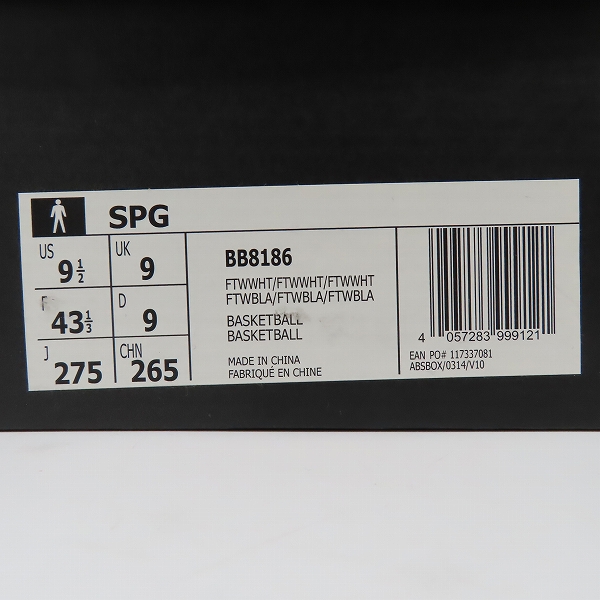 SPG
US 9 1/2 UK 9
F 43 1/3 D 9
J 275 CHN 265
BB8186
FTWWHT/FTWWHT/FTWWHT
FTWBLA/FTWBLA/FTWBLA
BASKETBALL
BASKETBALL
MADE IN CHINA
FABRIQUÉ EN CHINE
4 057283 999121
EAN PO# 117337081
ABSBOX/0314/V10